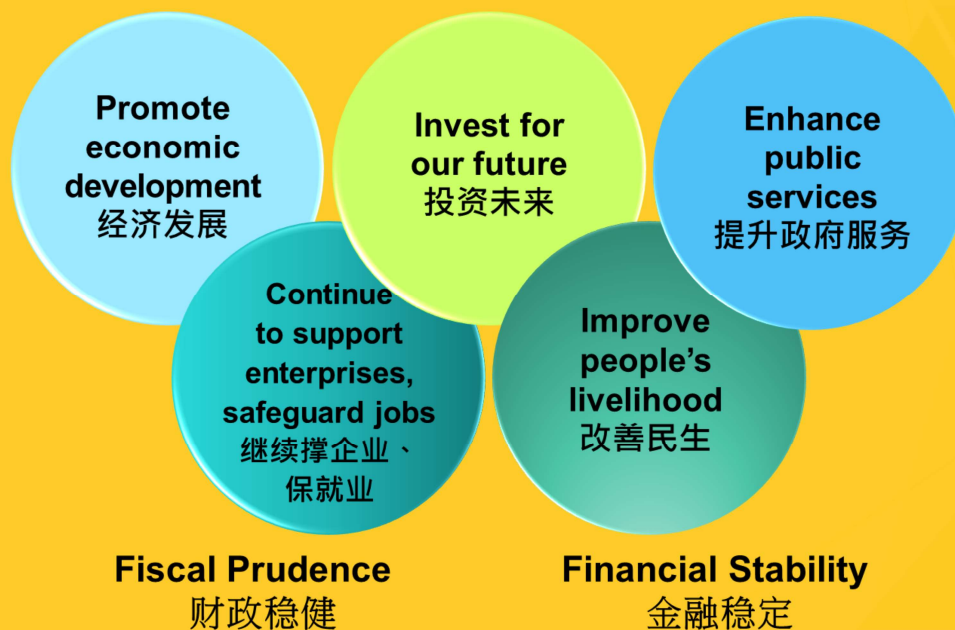 Promote
economic
development
经济发展
Invest for
our future
投资未来
Enhance
public
services
提升政府服务
Continue
to support
enterprises,
safeguard jobs
继续撑企业、
保就业
Improve
people’s
livelihood
改善民生
Fiscal Prudence
财政稳健
Financial Stability
金融稳定